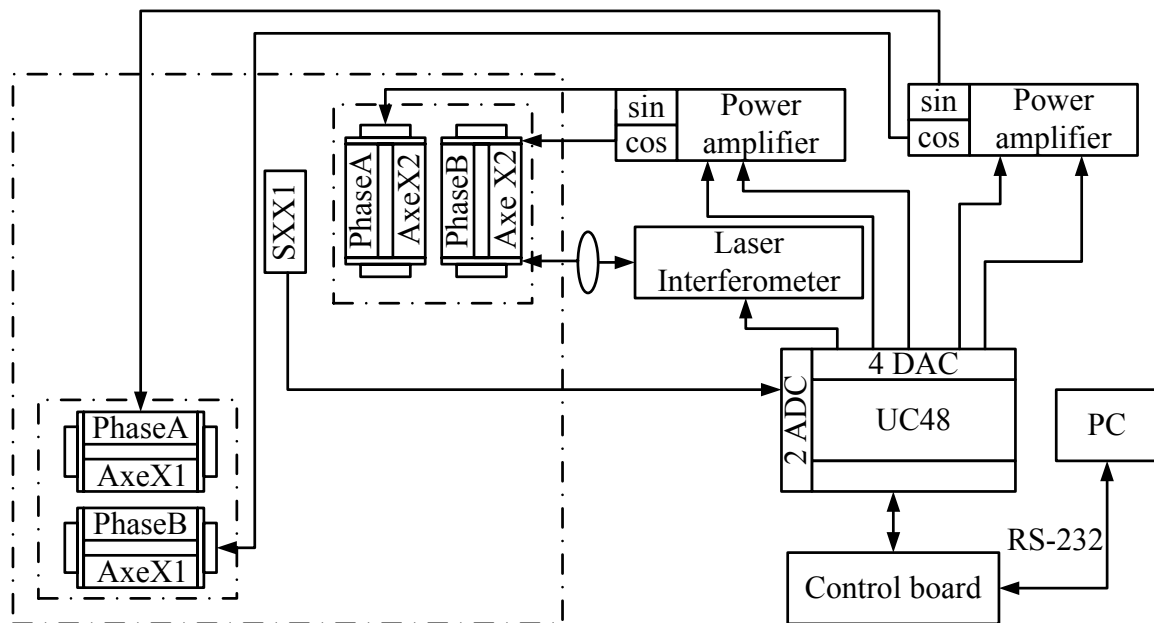 sin
cos
Power
amplifier
sin
cos
Power
amplifier
PhaseA
AxeX2
PhaseB
Axe X2
SXX1
Laser
Interferometer
4 DAC
2 ADC
UC48
PC
PhaseA
AxeX1
PhaseB
AxeX1
RS-232
Control board